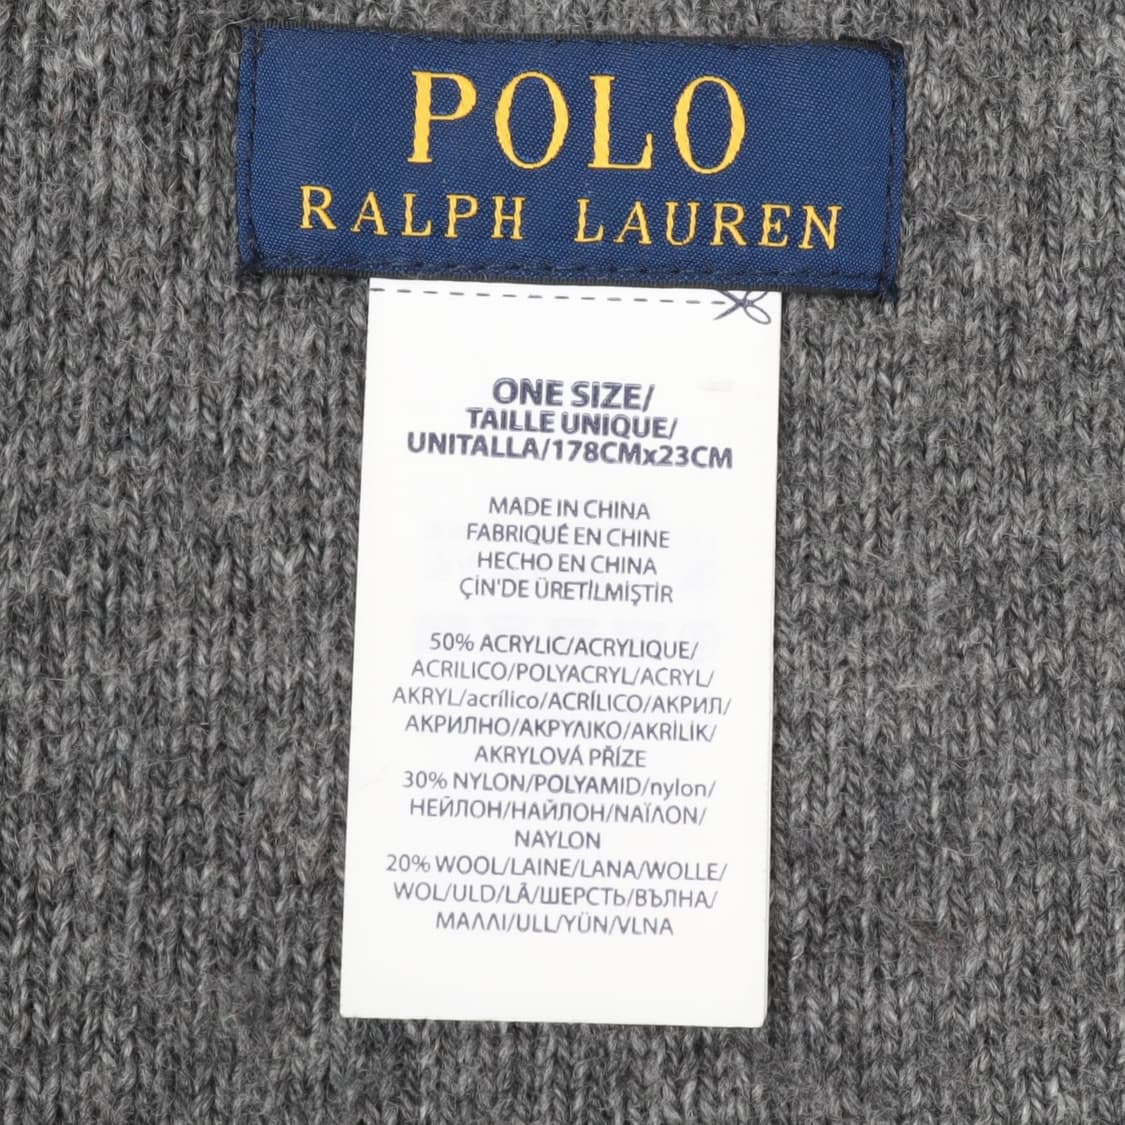 POLO
RALPH LAUREN
ONE SIZE/
TAILLE UNIQUE/
UNITALLA/178CMx23CM
MADE IN CHINA
FABRIQUÉ EN CHINE
HECHO EN CHINA
ÇİN'DE ÜRETİLMİŞTİR
50% ACRYLIC/ACRYLIQUE/
ACRILICO/POLYACRYL/ACRYL/
AKRYL/acrílico/ACRÍLICO/АКРИЛ/
АКРИЛНО/ΑΚΡΥΛΙΚΟ/AKRİLİK/
AKRYLOVÁ PŘÍZE
30% NYLON/POLYAMID/nylon/
НЕЙЛОН/НАЙЛОН/ΝΑΪΛΟΝ/
NAYLON
20% WOOL/LAINE/LANA/WOLLE/
WOL/ULD/LÃ/ШЕРСТЬ/ВЪЛНА/
ΜΑΛΛΙ/ULL/YÜN/VLNA